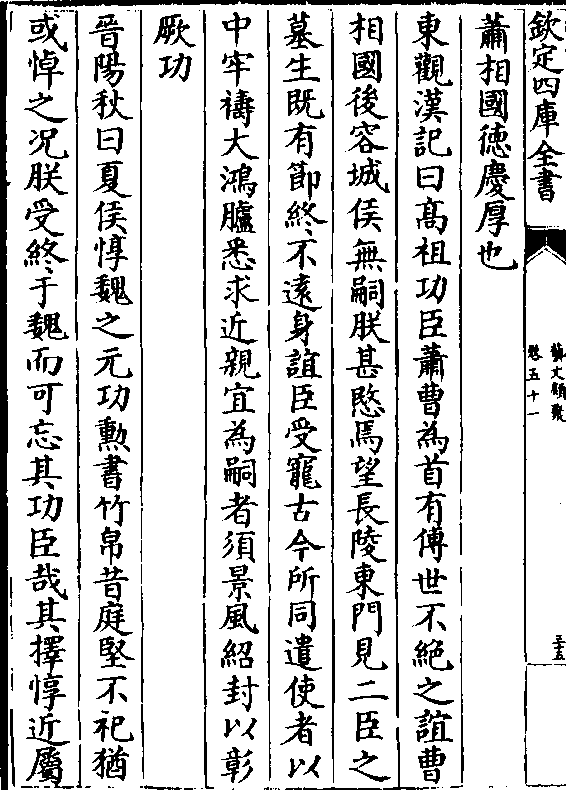 欽定四庫全書
藝文類聚
卷五十一
三十五
蕭相國德慶厚也
東觀漢記曰髙祖功臣蕭曹為首有傅世不絶之誼曹
相國後容城侯無嗣朕甚愍焉望長陵東門見二臣之
墓生既有節終不遠身誼臣受寵古今所同遣使者以
中牢禱大鴻臚悉求近親宜為嗣者須景風紹封以彰
厥功
晉陽秋曰夏侯惇魏之元功勲書竹帛昔庭堅不祀猶
或悼之况朕受終于魏而可忘其功臣哉其擇惇近屬